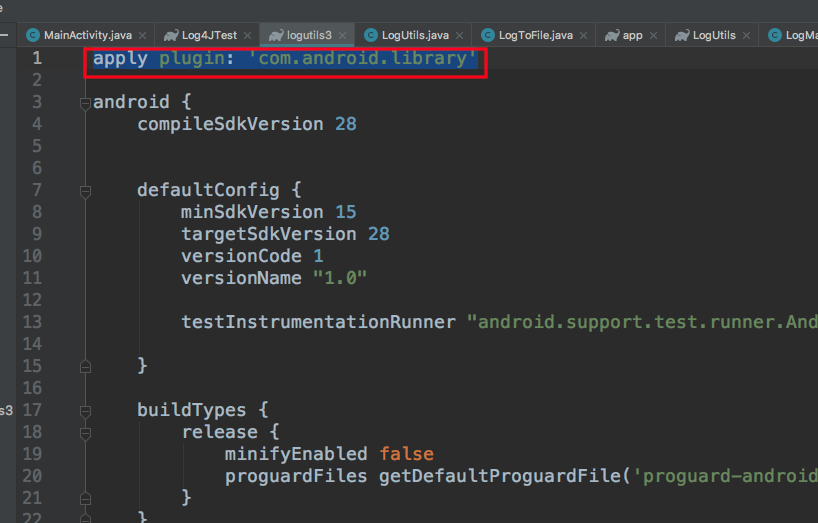 MainActivity.java Log4JTest logutils3 LogUtils.java LogToFile.java app LogUtils
1 apply plugin: 'com.android.library'
2
3 android {
4 compileSdkVersion 28
5
6
7 defaultConfig {
8 minSdkVersion 15
9 targetSdkVersion 28
10 versionCode 1
11 versionName "1.0"
12
13 testInstrumentationRunner "android.support.test.runner.And
14
15 }
16
s3 17 buildTypes {
18 release {
19 minifyEnabled false
20 proguardFiles getDefaultProguardFile('proguard-android
21 }
22 }